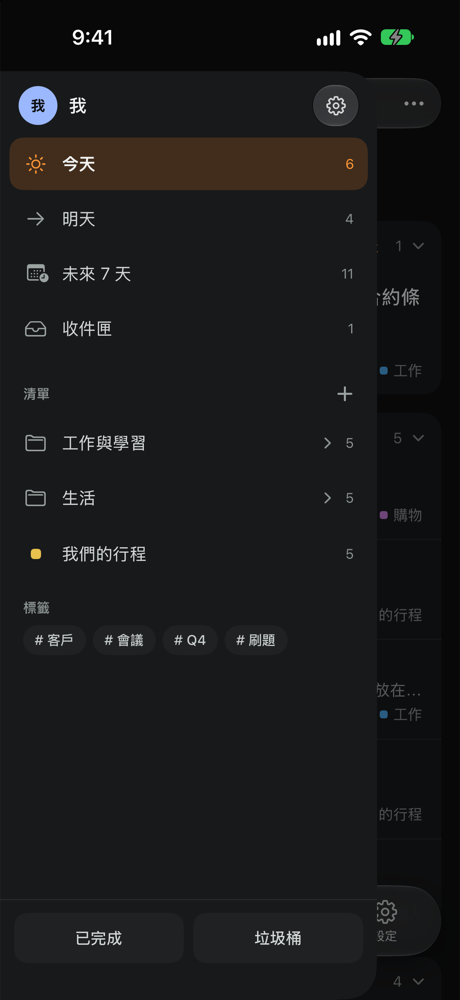 9:41
我 我
今天 6
明天 4
未來 7 天 11
收件匣 1
清單
工作與學習 5
生活 5
我們的行程 5
標籤
# 客戶 # 會議 # Q4 # 刷題
已完成 垃圾桶
1
約條
工作
5
購物
的行程
放在...
工作
的行程
設定
4